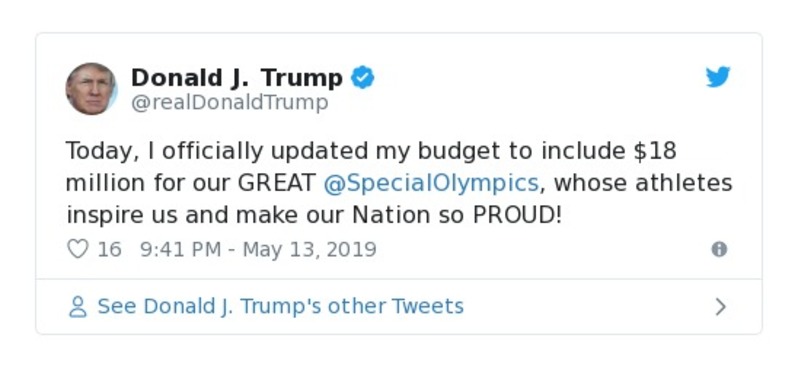 Donald J. Trump
@realDonaldTrump
Today, I officially updated my budget to include $18
million for our GREAT @SpecialOlympics, whose athletes
inspire us and make our Nation so PROUD!
16 9:41 PM - May 13, 2019
See Donald J. Trump's other Tweets